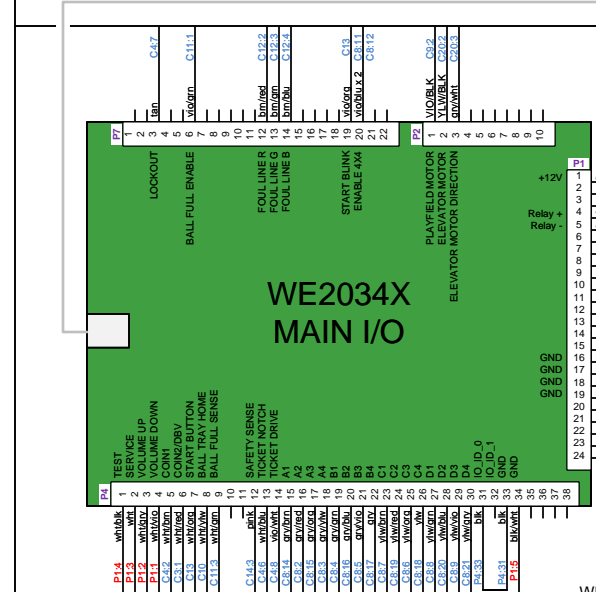 C4:7
C11:1
C12:2
C12:3
C12:4
C13
C8:11
C8:12
C9:2
C20:2
C20:3
tan
vio/grn
brn/red
brn/grn
brn/blu
vio/org
vio/blu x 2
VIO/BLK
YLW/BLK
gry/wht
P7
1 2 3 4 5 6 7 8 9 10 11 12 13 14 15 16 17 18 19 20 21 22
P2
1 2 3 4 5 6 7 8 9 10
LOCKOUT
BALL FULL ENABLE
FOUL LINE R
FOUL LINE G
FOUL LINE B
START BLINK
ENABLE 4X4
PLAYFIELD MOTOR
ELEVATOR MOTOR
ELEVATOR MOTOR DIRECTION
P1
+12V 1
2
3
Relay + 4
Relay - 5
6
7
8
9
10
11
12
13
14
15
GND 16
GND 17
GND 18
GND 19
20
21
22
23
24
WE2034X
MAIN I/O
TEST
SERVICE
VOLUME UP
VOLUME DOWN
COIN1
COIN2/DBV
START BUTTON
BALL TRAY HOME
BALL FULL SENSE
SAFETY SENSE
TICKET NOTCH
TICKET DRIVE
A1
A2
A3
A4
B1
B2
B3
B4
C1
C2
C3
C4
D1
D2
D3
D4
IO_ID_0
IO_ID_1
GND
GND
P4
1 2 3 4 5 6 7 8 9 10 11 12 13 14 15 16 17 18 19 20 21 22 23 24 25 26 27 28 29 30 31 32 33 34 35 36 37 38
wht/blk
wht
wht/gry
wht/vio
wht/brn
wht/red
wht/org
wht/ylw
wht/grn
pink
wht/blu
vio/wht
gry/brn
gry/red
gry/org
gry/ylw
gry/grn
gry/blu
gry/vio
gry
ylw/brn
ylw/red
ylw/org
ylw
ylw/grn
ylw/blu
ylw/vio
ylw/gry
blk
blk
blk/wht
P1:4
P1:3
P1:2
P1:1
C4:2
C3:1
C13
C10
C11:3
C14:3
C4:6
C4:8
C8:14
C8:2
C8:15
C8:3
C8:4
C8:16
C8:5
C8:17
C8:7
C8:19
C8:6
C8:18
C8:8
C8:20
C8:9
C8:21
P4:33
P4:31
P1:5